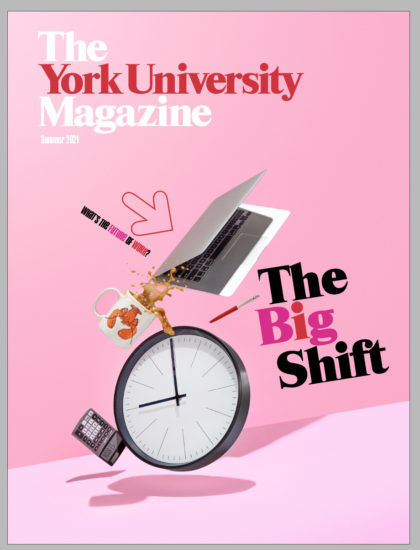 The
York University
Magazine
Summer 2021
WHAT'S THE FUTURE OF WORK?
The
Big
Shift